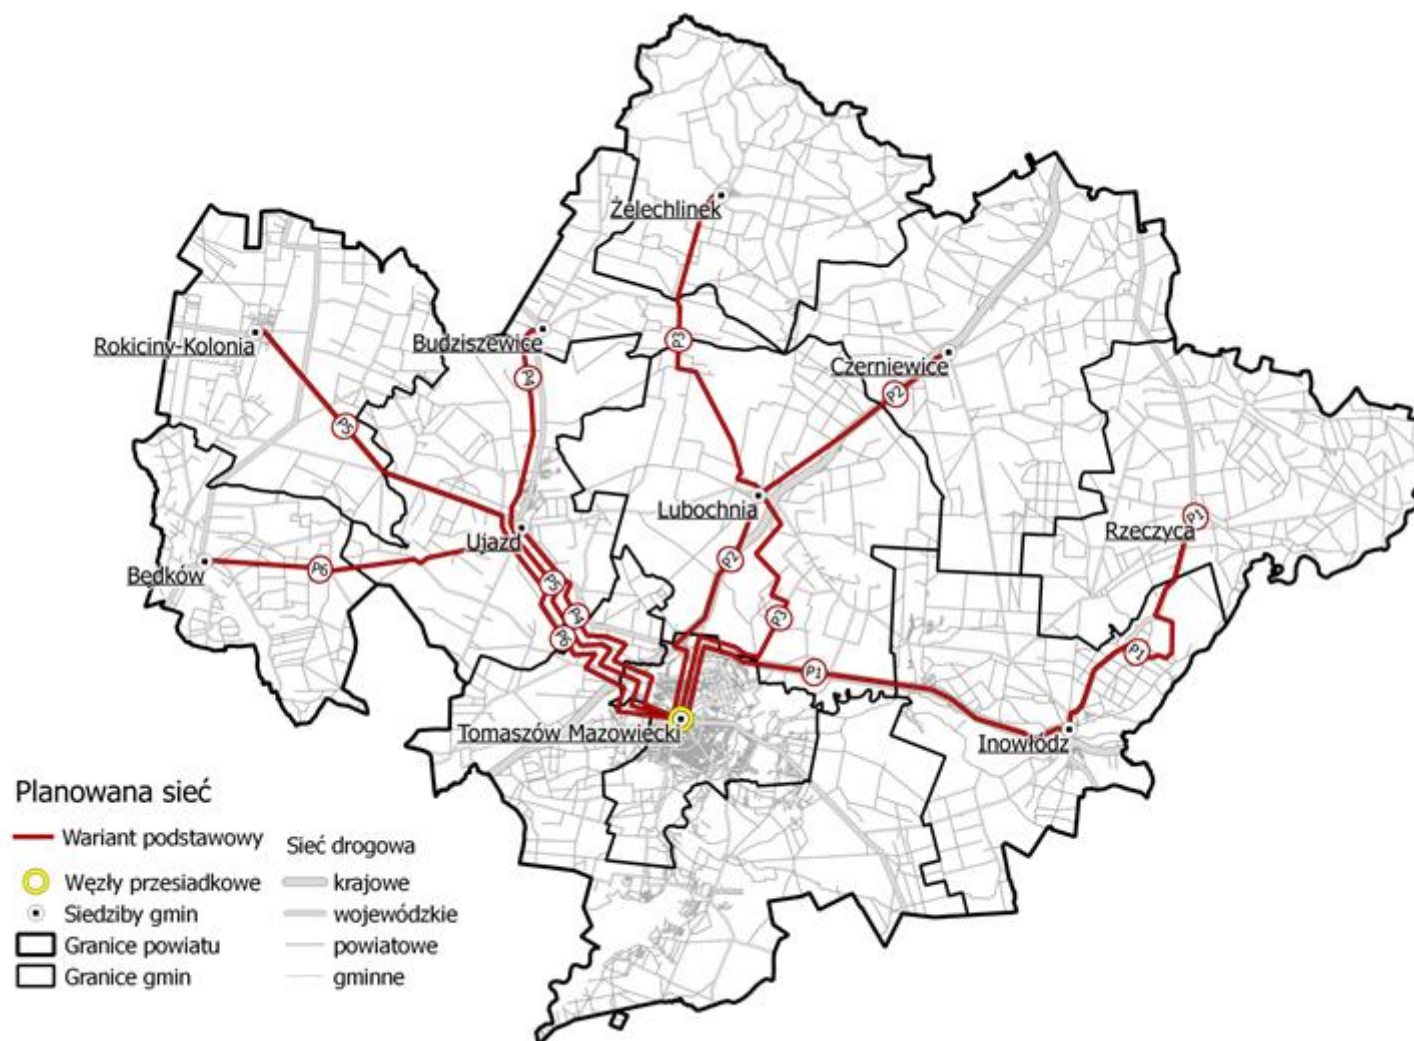 Żelechlinek
P3
Rokiciny-Kolonia
Budziszewice
P4
Czerniewice
P2
P5
Lubochnia
Rzeczyca
P1
Ujazd
Będków
P6
P2
P5
P4
P6
P3
P1
P1
Tomaszów Mazowiecki
Inowłódz
Planowana sieć
Wariant podstawowy
Węzły przesiadkowe
Siedziby gmin
Granice powiatu
Granice gmin
Sieć drogowa
krajowe
wojewódzkie
powiatowe
gminne